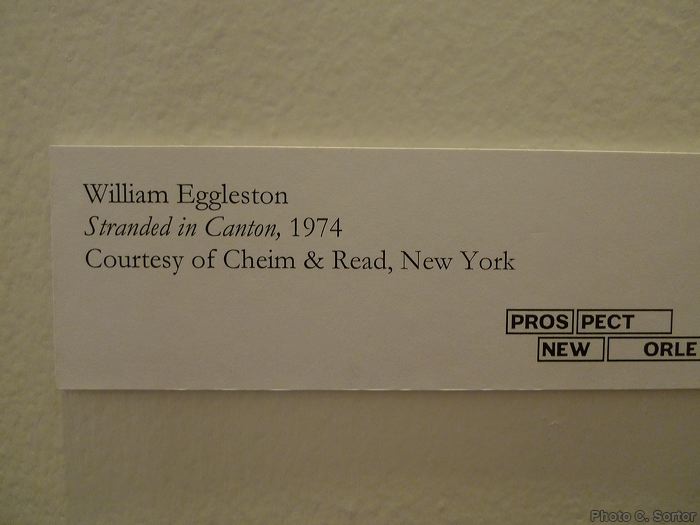 William Eggleston
Stranded in Canton, 1974
Courtesy of Cheim & Read, New York
PROS PECT
NEW ORLE
Photo C. Sortor